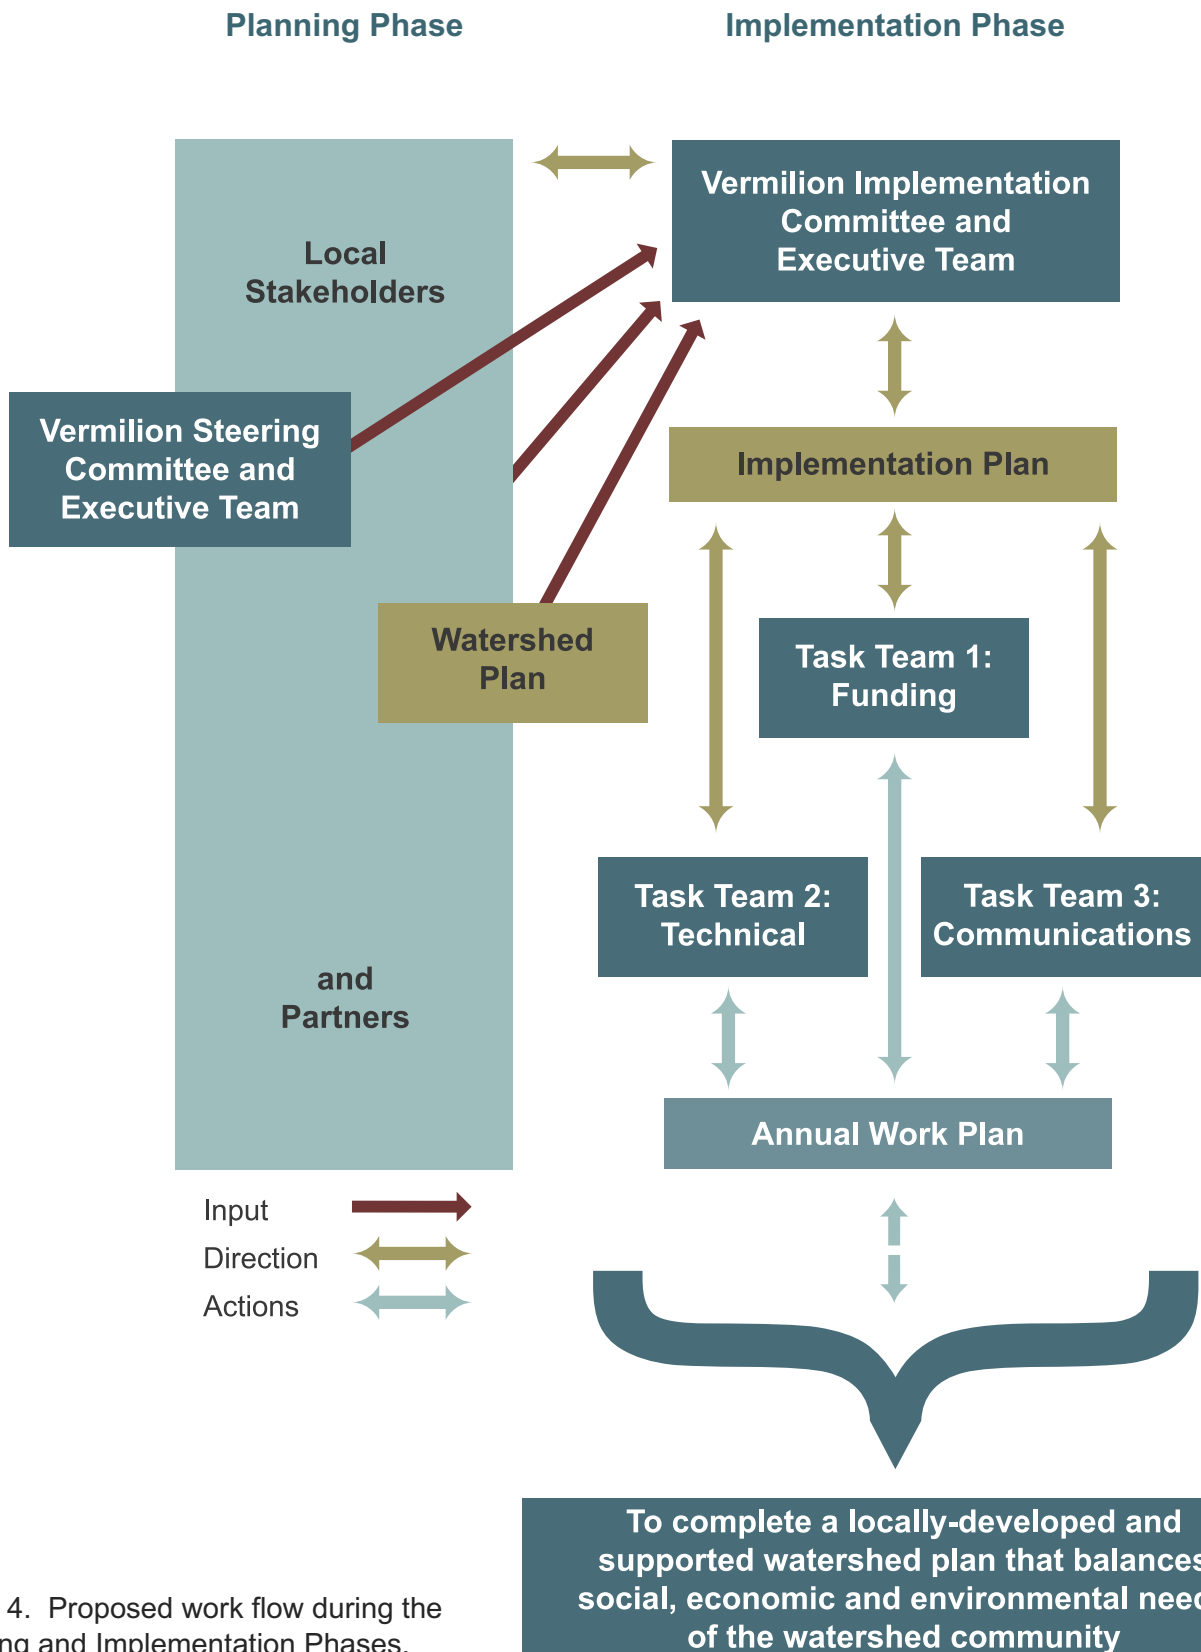 Planning Phase
Implementation Phase
Local
Stakeholders
Vermilion Implementation
Committee and
Executive Team
Vermilion Steering
Committee and
Executive Team
Implementation Plan
Watershed
Plan
Task Team 1:
Funding
Task Team 2:
Technical
Task Team 3:
Communications
and
Partners
Annual Work Plan
Input
Direction
Actions
To complete a locally-developed and
supported watershed plan that balances
social, economic and environmental need
of the watershed community
4. Proposed work flow during the
ng and Implementation Phases.